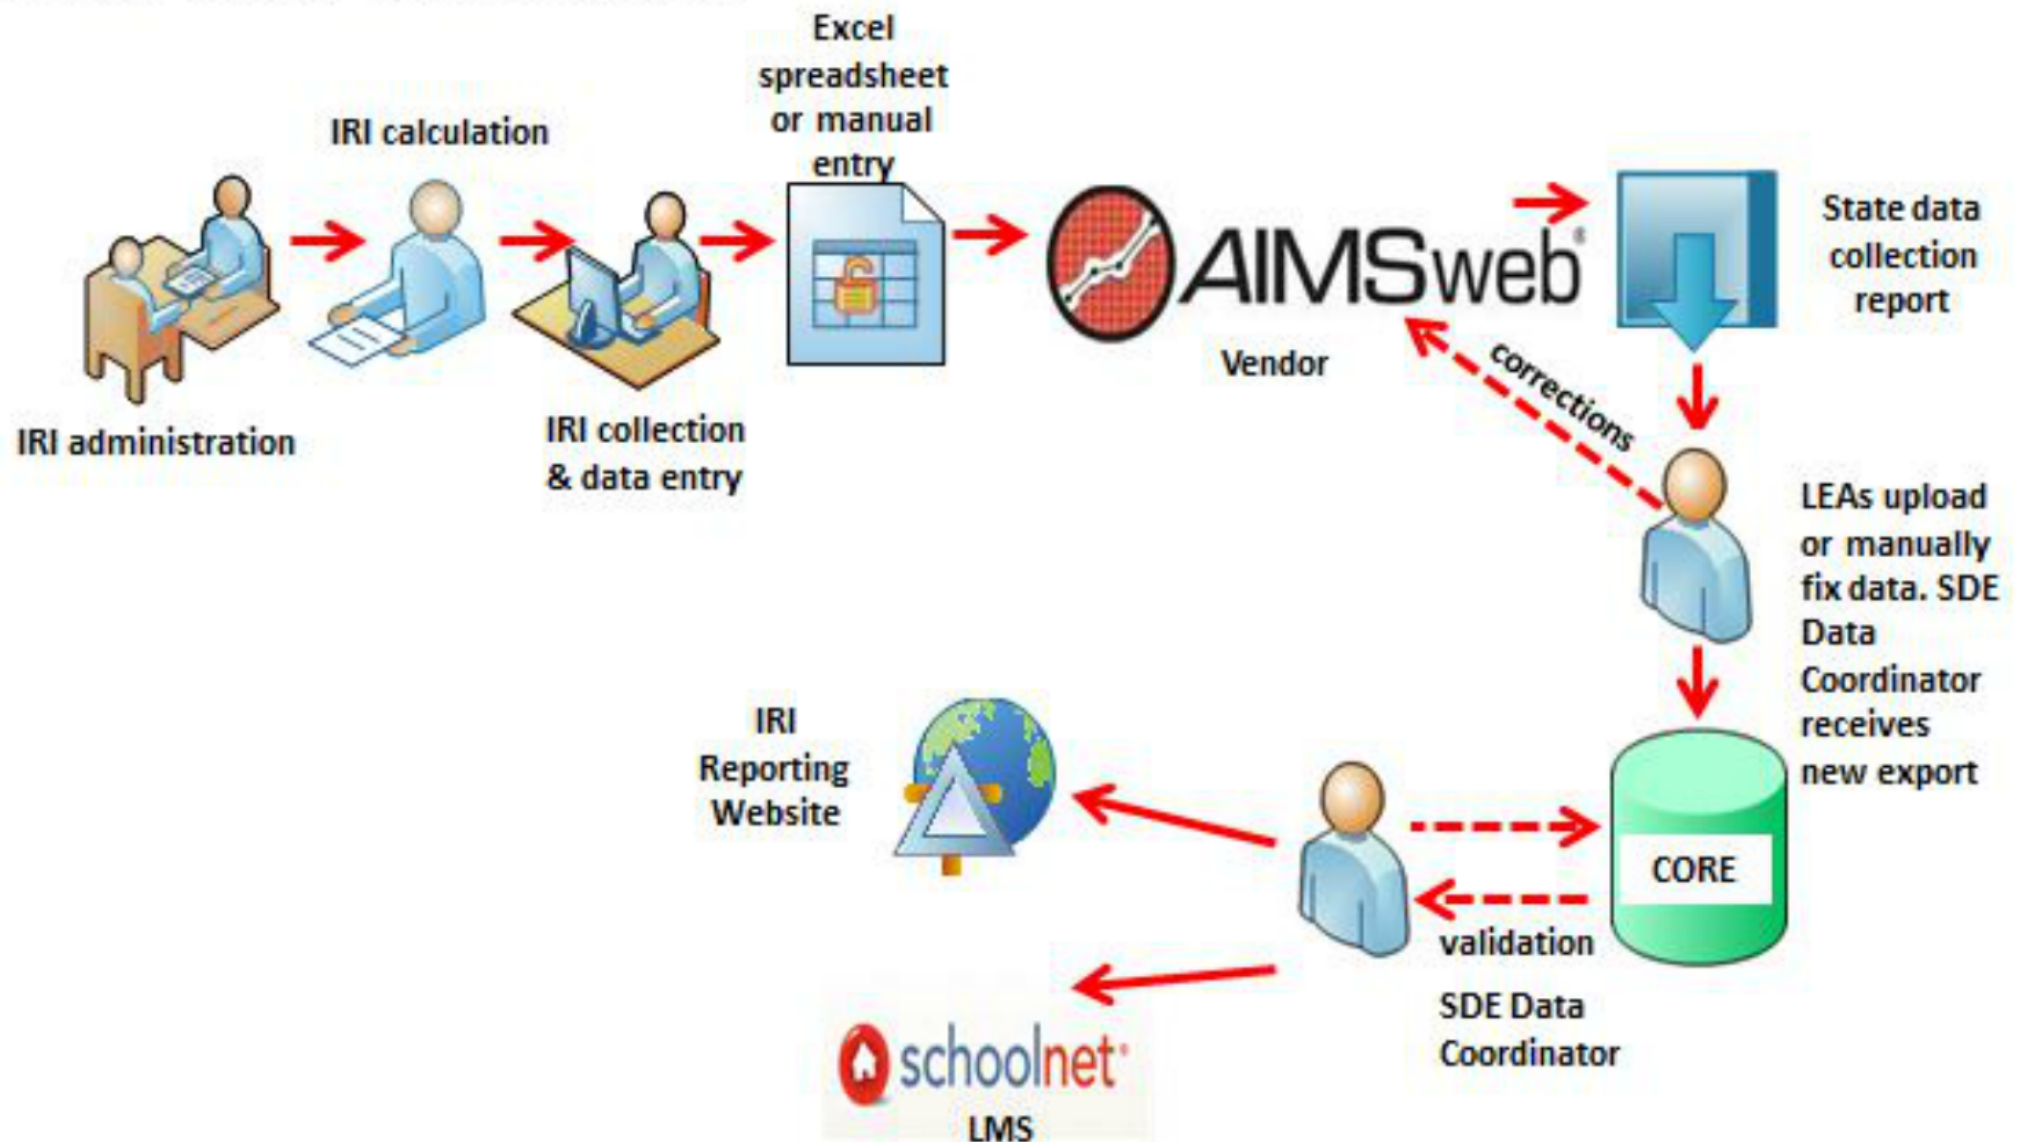 Excel
spreadsheet
or manual
entry
IRI calculation
IRI administration
IRI collection
& data entry
AIMSweb®
Vendor
State data
collection
report
corrections
LEAs upload
or manually
fix data. SDE
Data
Coordinator
receives
new export
IRI
Reporting
Website
CORE
validation
SDE Data
Coordinator
schoolnet
LMS